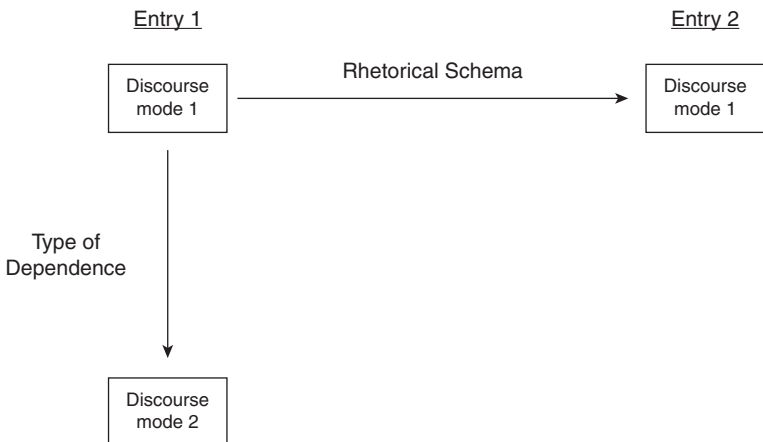 Entry 1
Entry 2
Discourse
mode 1
Rhetorical Schema
Discourse
mode 1
Type of
Dependence
Discourse
mode 2